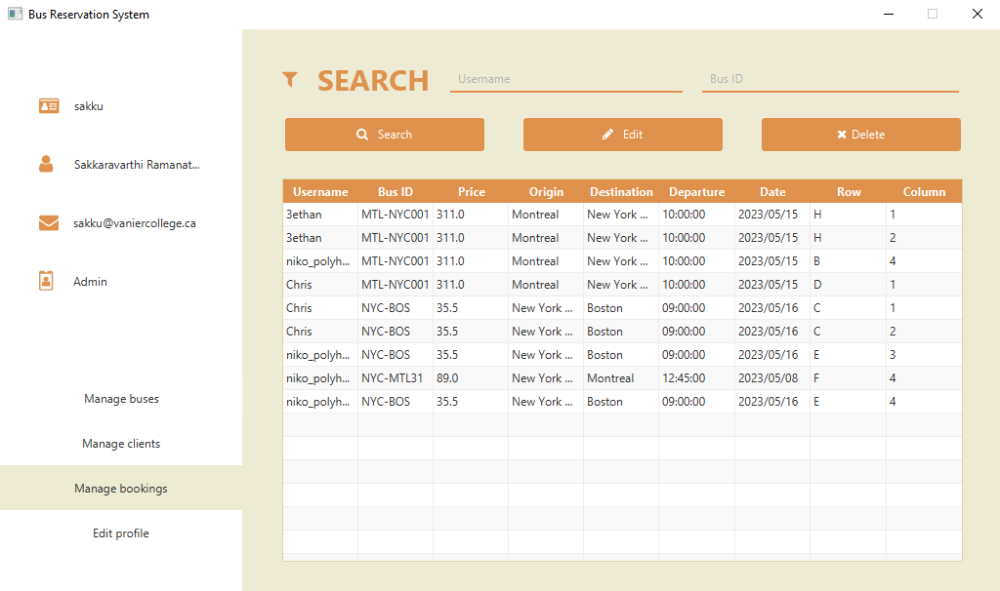 Bus Reservation System
sakku
Sakkaravarthi Ramanat...
sakku@vaniercollege.ca
Admin
Manage buses
Manage clients
Manage bookings
Edit profile
SEARCH Username Bus ID
Search Edit Delete
Username Bus ID Price Origin Destination Departure Date Row Column
3ethan MTL-NYC001 311.0 Montreal New York ... 10:00:00 2023/05/15 H 1
3ethan MTL-NYC001 311.0 Montreal New York ... 10:00:00 2023/05/15 H 2
niko_polyh... MTL-NYC001 311.0 Montreal New York ... 10:00:00 2023/05/15 B 4
Chris MTL-NYC001 311.0 Montreal New York ... 10:00:00 2023/05/15 D 1
Chris NYC-BOS 35.5 New York ... Boston 09:00:00 2023/05/16 C 1
Chris NYC-BOS 35.5 New York ... Boston 09:00:00 2023/05/16 C 2
niko_polyh... NYC-BOS 35.5 New York ... Boston 09:00:00 2023/05/16 E 3
niko_polyh... NYC-MTL31 89.0 New York ... Montreal 12:45:00 2023/05/08 F 4
niko_polyh... NYC-BOS 35.5 New York ... Boston 09:00:00 2023/05/16 E 4